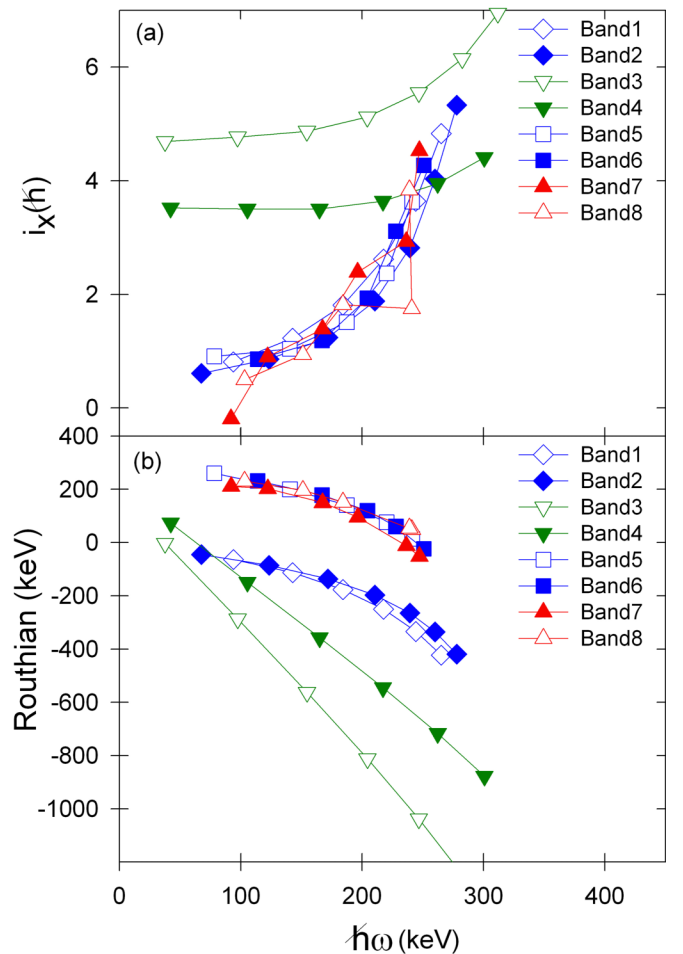 (a)
Band1
Band2
Band3
Band4
Band5
Band6
Band7
Band8
6
4
2
0
iₓ(ħ)
(b)
Band1
Band2
Band3
Band4
Band5
Band6
Band7
Band8
400
200
0
-200
-400
-600
-800
-1000
Routhian (keV)
0 100 200 300 400
ħω (keV)